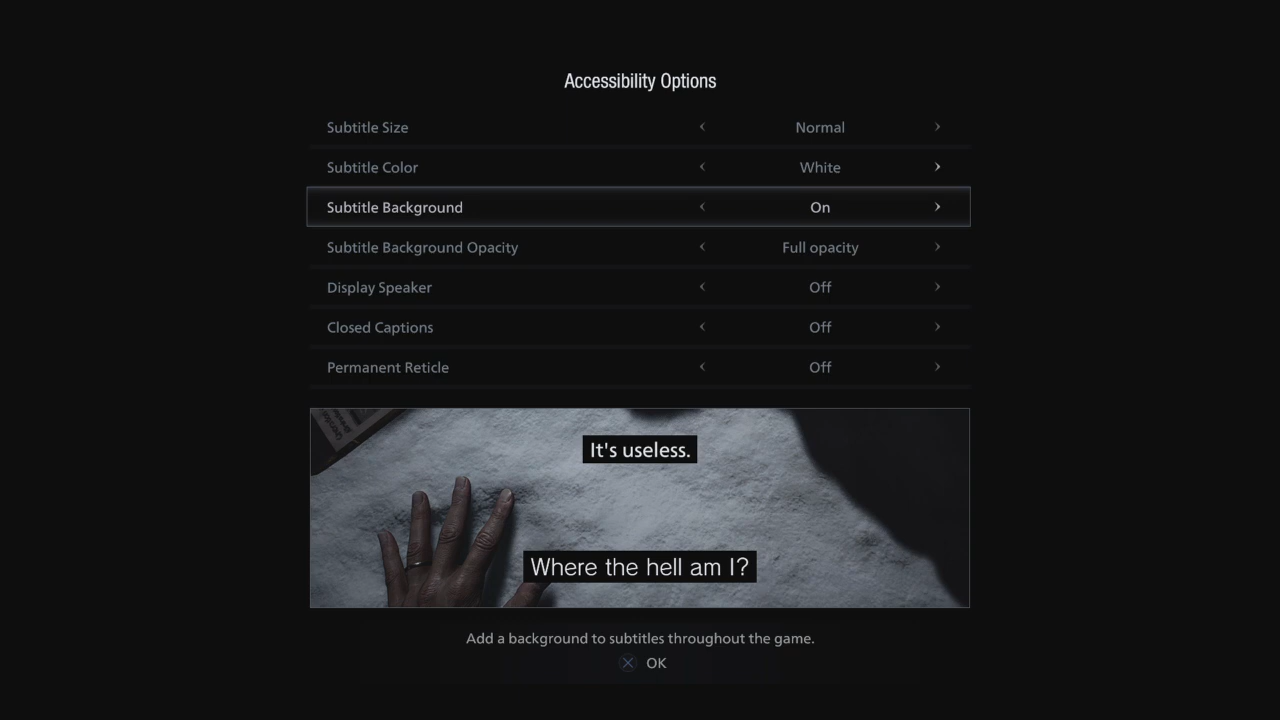 Accessibility Options
Subtitle Size < Normal >
Subtitle Color < White >
Subtitle Background < On >
Subtitle Background Opacity < Full opacity >
Display Speaker < Off >
Closed Captions < Off >
Permanent Reticle < Off >
It's useless.
Where the hell am I?
Add a background to subtitles throughout the game.
OK